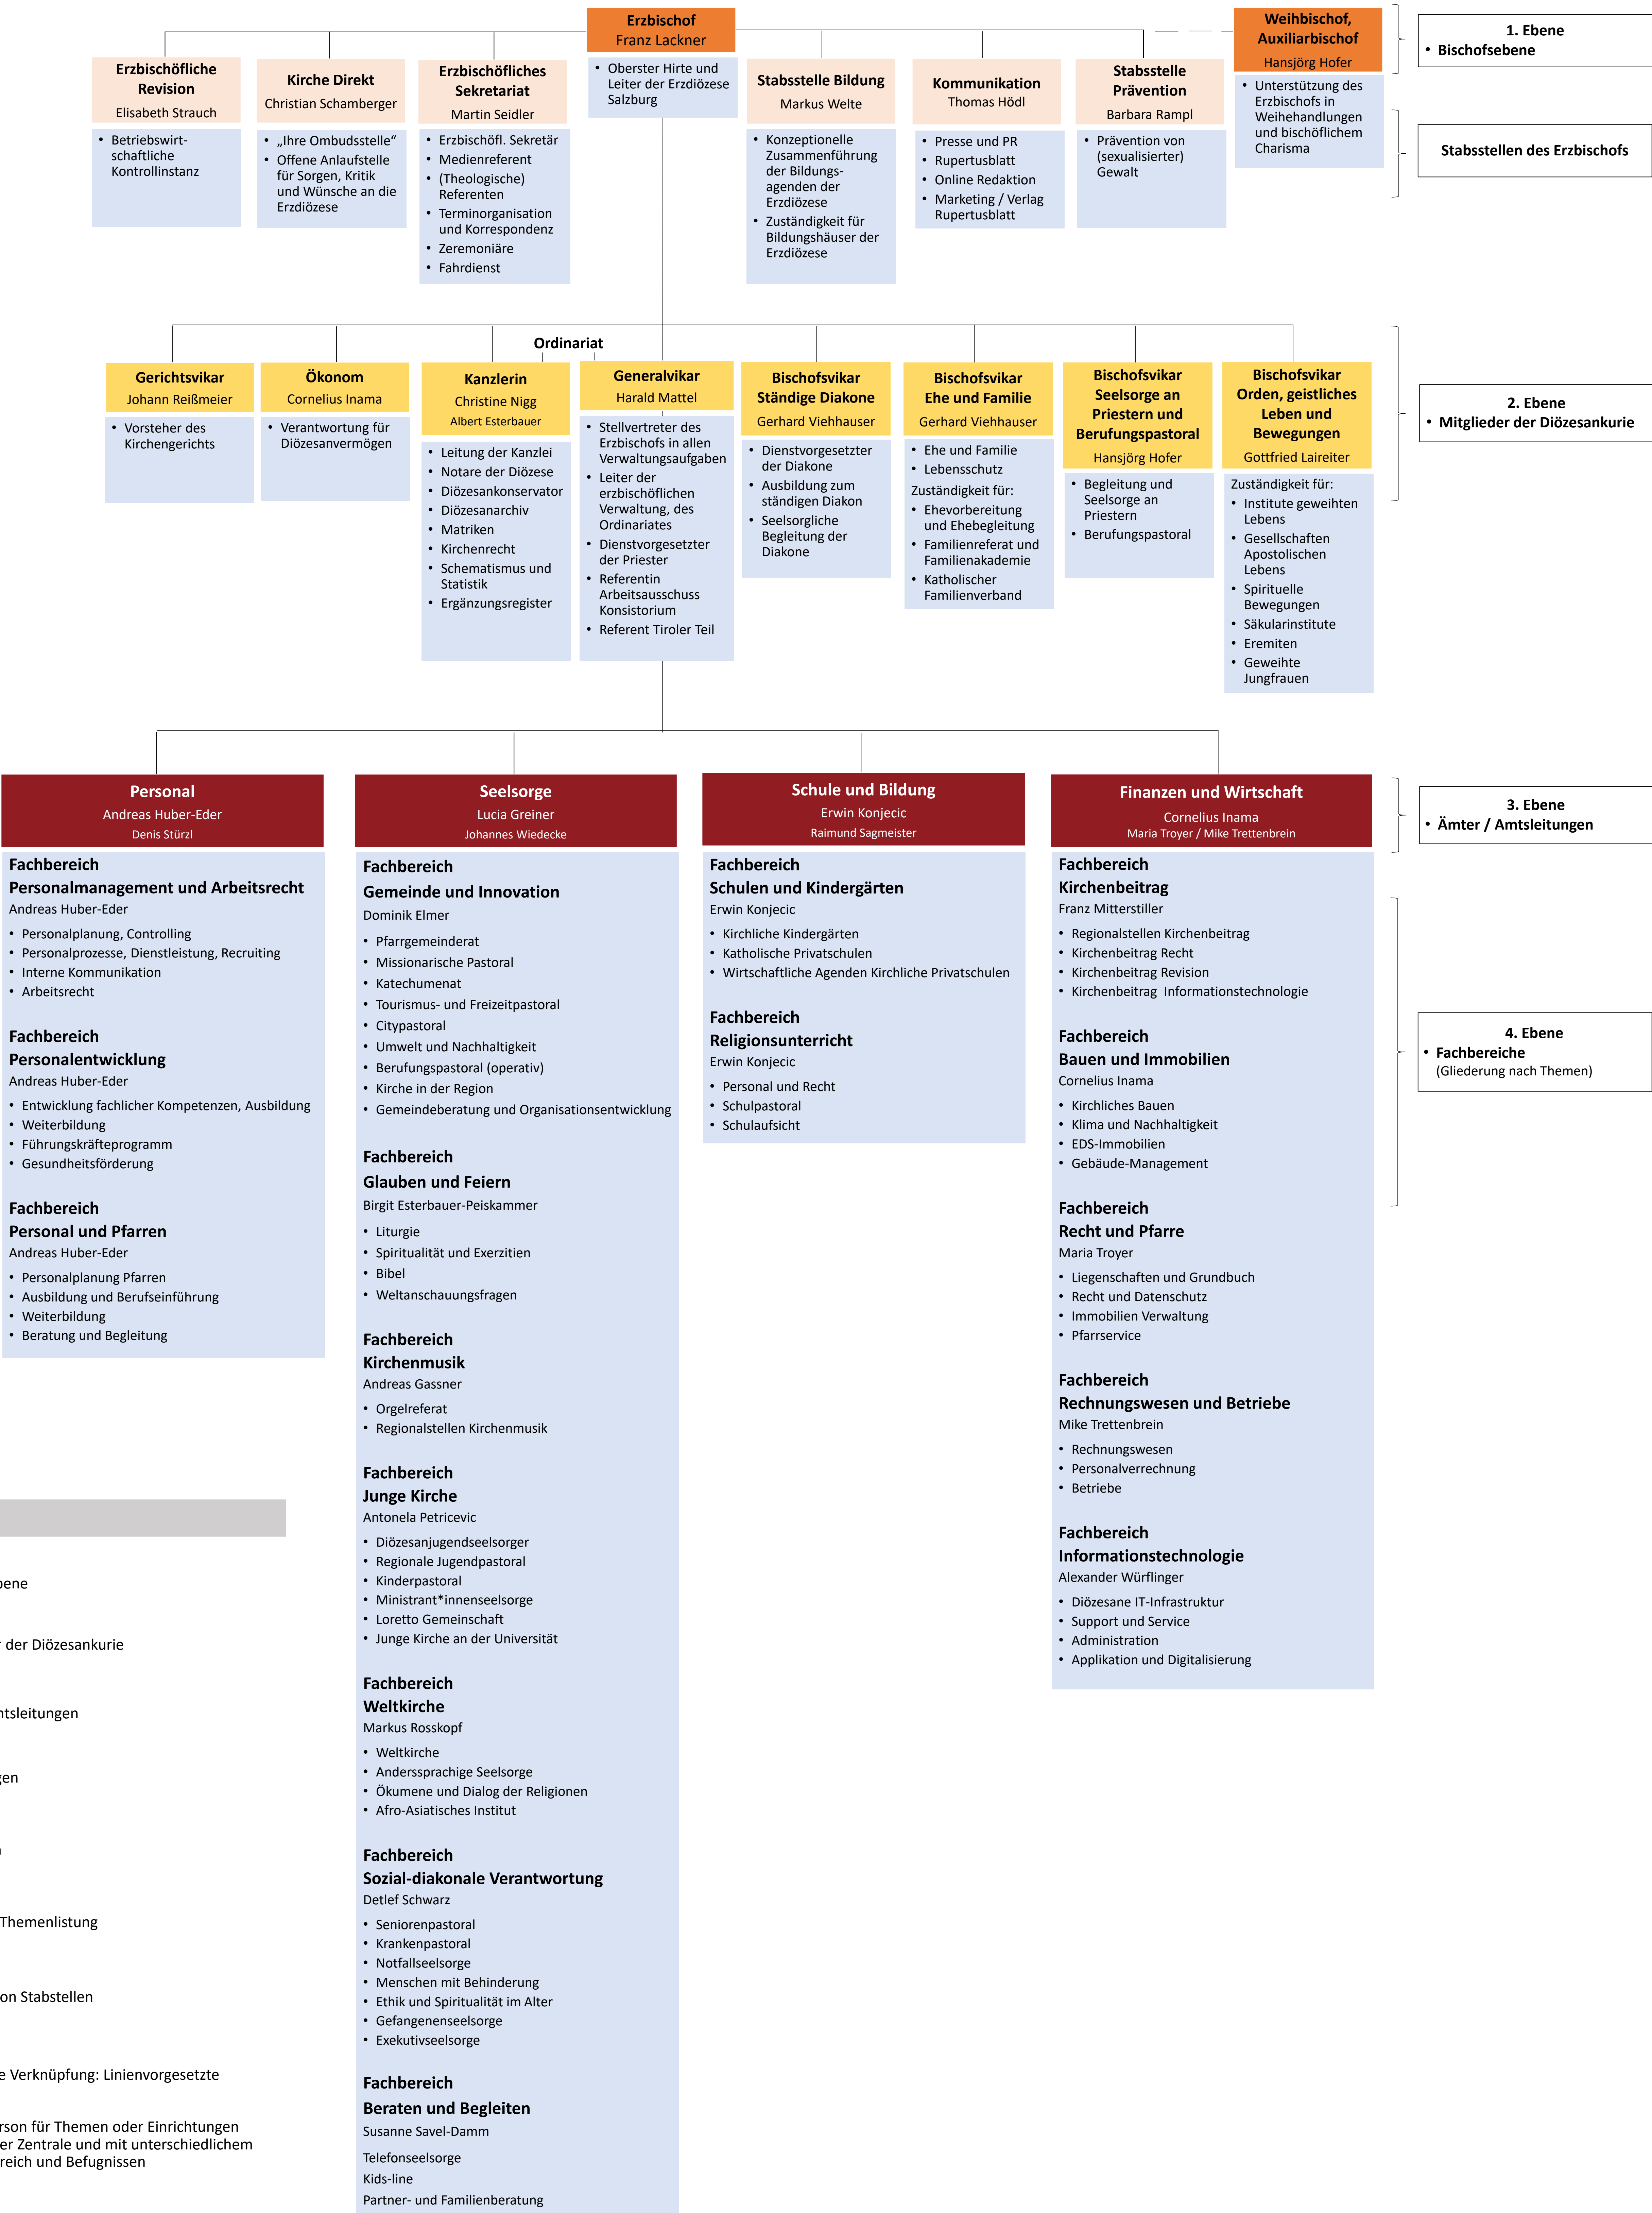 Erzbischof
Franz Lackner
• Oberster Hirte und
Leiter der Erzdiözese
Salzburg
Weihbischof,
Auxiliarbischof
Hansjörg Hofer
• Unterstützung des
Erzbischofs in
Weihehandlungen
und bischöflichem
Charisma
1. Ebene
• Bischofsebene
Erzbischöfliche
Revision
Elisabeth Strauch
• Betriebswirt-
schaftliche
Kontrollinstanz
Kirche Direkt
Christian Schamberger
• „Ihre Ombudsstelle“
• Offene Anlaufstelle
für Sorgen, Kritik
und Wünsche an die
Erzdiözese
Erzbischöfliches
Sekretariat
Martin Seidler
• Erzbischöfl. Sekretär
• Medienreferent
• (Theologische)
Referenten
• Terminorganisation
und Korrespondenz
• Zeremoniäre
• Fahrdienst
Stabsstelle Bildung
Markus Welte
• Konzeptionelle
Zusammenführung
der Bildungs-
agenden der
Erzdiözese
• Zuständigkeit für
Bildungshäuser der
Erzdiözese
Kommunikation
Thomas Hödl
• Presse und PR
• Rupertusblatt
• Online Redaktion
• Marketing / Verlag
Rupertusblatt
Stabsstelle
Prävention
Barbara Rampl
• Prävention von
(sexualisierter)
Gewalt
Stabsstellen des Erzbischofs
Ordinariat
Gerichtsvikar
Johann Reißmeier
• Vorsteher des
Kirchengerichts
Ökonom
Cornelius Inama
• Verantwortung für
Diözesanvermögen
Kanzlerin
Christine Nigg
Albert Esterbauer
• Leitung der Kanzlei
• Notare der Diözese
• Diözesankonservator
• Diözesanarchiv
• Matriken
• Kirchenrecht
• Schematismus und
Statistik
• Ergänzungsregister
Generalvikar
Harald Mattel
• Stellvertreter des
Erzbischofs in allen
Verwaltungsaufgaben
• Leiter der
erzbischöflichen
Verwaltung, des
Ordinariates
• Dienstvorgesetzter
der Priester
• Referentin
Arbeitsausschuss
Konsistorium
• Referent Tiroler Teil
Bischofsvikar
Ständige Diakone
Gerhard Viehhauser
• Dienstvorgesetzter
der Diakone
• Ausbildung zum
ständigen Diakon
• Seelsorgliche
Begleitung der
Diakone
Bischofsvikar
Ehe und Familie
Gerhard Viehhauser
• Ehe und Familie
• Lebensschutz
Zuständigkeit für:
• Ehevorbereitung
und Ehebegleitung
• Familienreferat und
Familienakademie
• Katholischer
Familienverband
Bischofsvikar
Seelsorge an
Priestern und
Berufungspastoral
Hansjörg Hofer
• Begleitung und
Seelsorge an
Priestern
• Berufungspastoral
Bischofsvikar
Orden, geistliches
Leben und
Bewegungen
Gottfried Laireiter
Zuständigkeit für:
• Institute geweihten
Lebens
• Gesellschaften
Apostolischen
Lebens
• Spirituelle
Bewegungen
• Säkularinstitute
• Eremiten
• Geweihte
Jungfrauen
2. Ebene
• Mitglieder der Diözesankurie
Personal
Andreas Huber-Eder
Denis Stürzl
Fachbereich
Personalmanagement und Arbeitsrecht
Andreas Huber-Eder
• Personalplanung, Controlling
• Personalprozesse, Dienstleistung, Recruiting
• Interne Kommunikation
• Arbeitsrecht
Fachbereich
Personalentwicklung
Andreas Huber-Eder
• Entwicklung fachlicher Kompetenzen, Ausbildung
• Weiterbildung
• Führungskräfteprogramm
• Gesundheitsförderung
Fachbereich
Personal und Pfarren
Andreas Huber-Eder
• Personalplanung Pfarren
• Ausbildung und Berufseinführung
• Weiterbildung
• Beratung und Begleitung
Seelsorge
Lucia Greiner
Johannes Wiedecke
Fachbereich
Gemeinde und Innovation
Dominik Elmer
• Pfarrgemeinderat
• Missionarische Pastoral
• Katechumenat
• Tourismus- und Freizeitpastoral
• Citypastoral
• Umwelt und Nachhaltigkeit
• Berufungspastoral (operativ)
• Kirche in der Region
• Gemeindeberatung und Organisationsentwicklung
Fachbereich
Glauben und Feiern
Birgit Esterbauer-Peiskammer
• Liturgie
• Spiritualität und Exerzitien
• Bibel
• Weltanschauungsfragen
Fachbereich
Kirchenmusik
Andreas Gassner
• Orgelreferat
• Regionalstellen Kirchenmusik
Fachbereich
Junge Kirche
Antonela Petricevic
• Diözesanjugendseelsorger
• Regionale Jugendpastoral
• Kinderpastoral
• Ministrant*innenseelsorge
• Loretto Gemeinschaft
• Junge Kirche an der Universität
Fachbereich
Weltkirche
Markus Rosskopf
• Weltkirche
• Anderssprachige Seelsorge
• Ökumene und Dialog der Religionen
• Afro-Asiatisches Institut
Fachbereich
Sozial-diakonale Verantwortung
Detlef Schwarz
• Seniorenpastoral
• Krankenpastoral
• Notfallseelsorge
• Menschen mit Behinderung
• Ethik und Spiritualität im Alter
• Gefangenenseelsorge
• Exekutivseelsorge
Fachbereich
Beraten und Begleiten
Susanne Savel-Damm
Telefonseelsorge
Kids-line
Partner- und Familienberatung
Schule und Bildung
Erwin Konjecic
Raimund Sagmeister
Fachbereich
Schulen und Kindergärten
Erwin Konjecic
• Kirchliche Kindergärten
• Katholische Privatschulen
• Wirtschaftliche Agenden Kirchliche Privatschulen
Fachbereich
Religionsunterricht
Erwin Konjecic
• Personal und Recht
• Schulpastoral
• Schulaufsicht
Finanzen und Wirtschaft
Cornelius Inama
Maria Troyer / Mike Trettenbrein
Fachbereich
Kirchenbeitrag
Franz Mitterstiller
• Regionalstellen Kirchenbeitrag
• Kirchenbeitrag Recht
• Kirchenbeitrag Revision
• Kirchenbeitrag Informationstechnologie
Fachbereich
Bauen und Immobilien
Cornelius Inama
• Kirchliches Bauen
• Klima und Nachhaltigkeit
• EDS-Immobilien
• Gebäude-Management
Fachbereich
Recht und Pfarre
Maria Troyer
• Liegenschaften und Grundbuch
• Recht und Datenschutz
• Immobilien Verwaltung
• Pfarrservice
Fachbereich
Rechnungswesen und Betriebe
Mike Trettenbrein
• Rechnungswesen
• Personalverrechnung
• Betriebe
Fachbereich
Informationstechnologie
Alexander Würflinger
• Diözesane IT-Infrastruktur
• Support und Service
• Administration
• Applikation und Digitalisierung
3. Ebene
• Ämter / Amtsleitungen
4. Ebene
• Fachbereiche
(Gliederung nach Themen)
bene
r der Diözesankurie
ntsleitungen
gen
n
Themenlistung
on Stabstellen
e Verknüpfung: Linienvorgesetzte
rson für Themen oder Einrichtungen
er Zentrale und mit unterschiedlichem
reich und Befugnissen